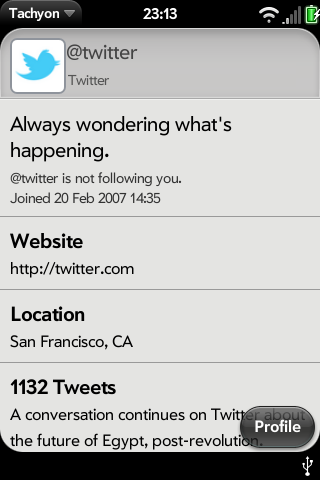 Tachyon 23:13
@twitter
Twitter
Always wondering what's
happening.
@twitter is not following you.
Joined 20 Feb 2007 14:35
Website
http://twitter.com
Location
San Francisco, CA
1132 Tweets
A conversation continues on Twitter about
the future of Egypt, post-revolution.
Profile